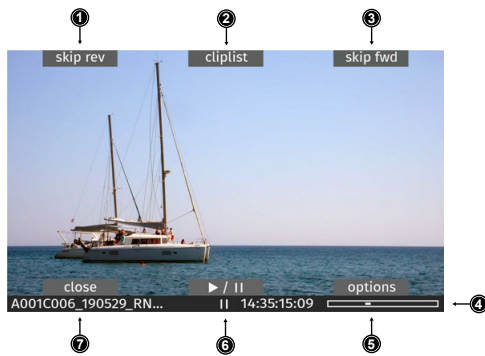 1 2 3
skip rev cliplist skip fwd
close ▶ / II options
A001C006_190529_RN... II 14:35:15:09 4
7 6 5